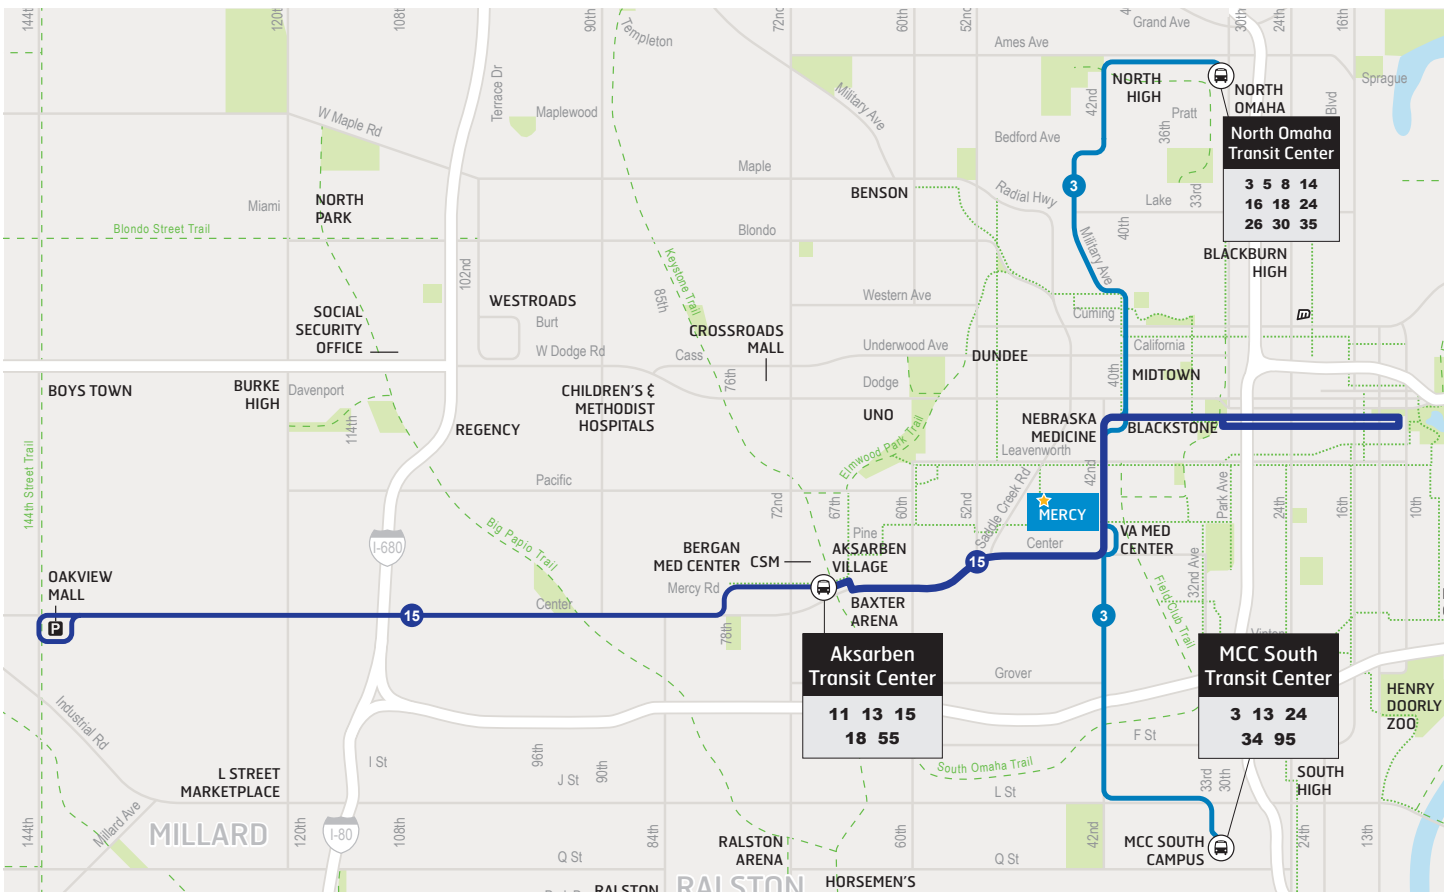 144th
120th
108th
90th
Templeton
72nd
60th
52nd
Grand Ave
30th
24th
16th
Ames Ave
Terrace Dr
Maplewood
Military Ave
NORTH
HIGH
42nd
Pratt
36th
NORTH
OMAHA
Blvd
Sprague
W Maple Rd
Bedford Ave
North Omaha
Transit Center
3 5 8 14
16 18 24
26 30 35
Maple
BENSON
Radial Hwy
3
Lake
33rd
Miami
NORTH
PARK
Blondo Street Trail
Blondo
40th
Military Ave
BLACKBURN
HIGH
102nd
Keystone Trail
85th
WESTROADS
Western Ave
SOCIAL
SECURITY
OFFICE
Burt
W Dodge Rd
Cass
CROSSROADS
MALL
Cuming
Underwood Ave
DUNDEE
California
BOYS TOWN
BURKE
HIGH
Davenport
CHILDREN'S &
METHODIST
HOSPITALS
76th
Dodge
40th
MIDTOWN
UNO
114th
REGENCY
NEBRASKA
MEDICINE
BLACKSTONE
Leavenworth
144th Street Trail
Elmwood Park Trail
Pacific
72nd
67th
60th
52nd
Saddle Creek Rd
42nd
Park Ave
24th
16th
10th
MERCY
Big Papio Trail
I-680
Pine
Center
VA MED
CENTER
BERGAN
MED CENTER
CSM
AKSARBEN
VILLAGE
15
Mercy Rd
OAKVIEW
MALL
P
15
Center
78th
BAXTER
ARENA
3
Field Club Trail
32nd Ave
Aksarben
Transit Center
11 13 15
18 55
Grover
MCC South
Transit Center
3 13 24
34 95
HENRY
DOORLY
ZOO
Industrial Rd
F St
South Omaha Trail
I St
96th
90th
J St
L STREET
MARKETPLACE
L St
33rd
30th
SOUTH
HIGH
144th
Millard Ave
MILLARD
120th
I-80
108th
84th
RALSTON
ARENA
60th
42nd
MCC SOUTH
CAMPUS
24th
13th
Q St
Q St
RALSTON
RALSTON
HORSEMEN'S